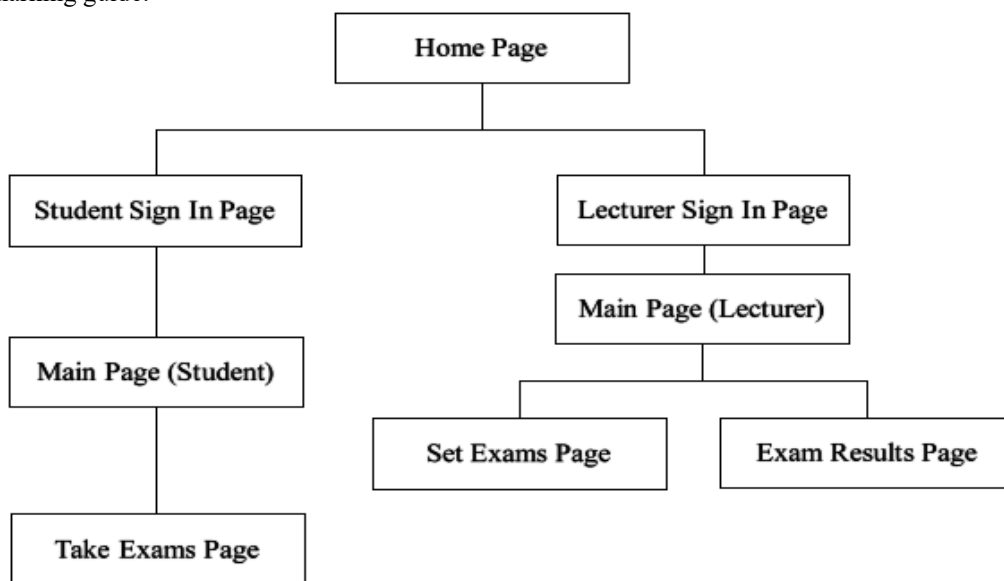 guide.
Home Page
Student Sign In Page
Lecturer Sign In Page
Main Page (Lecturer)
Main Page (Student)
Set Exams Page
Exam Results Page
Take Exams Page